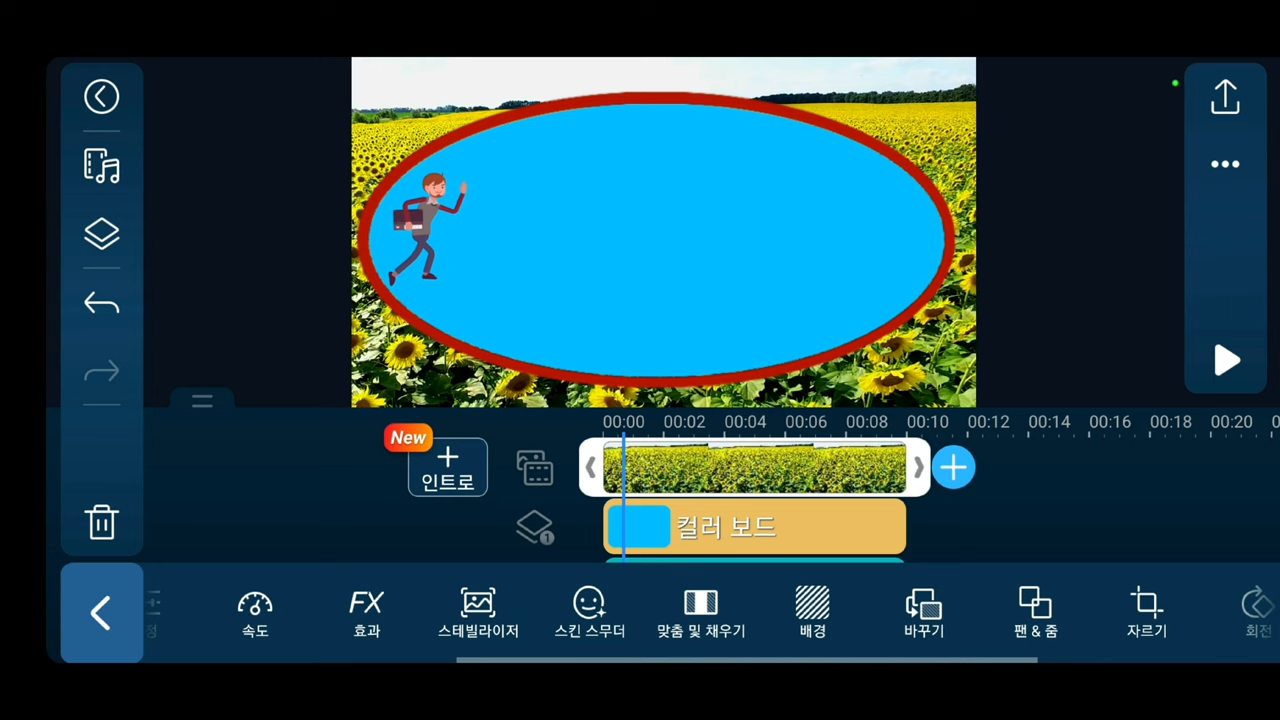 00:00 00:02 00:04 00:06 00:08 00:10 00:12 00:14 00:16 00:18 00:20
New
인트로
컬러 보드
1
FX
정 속도 효과 스테빌라이저 스킨 스무더 맞춤 및 채우기 배경 바꾸기 팬 & 줌 자르기 회전